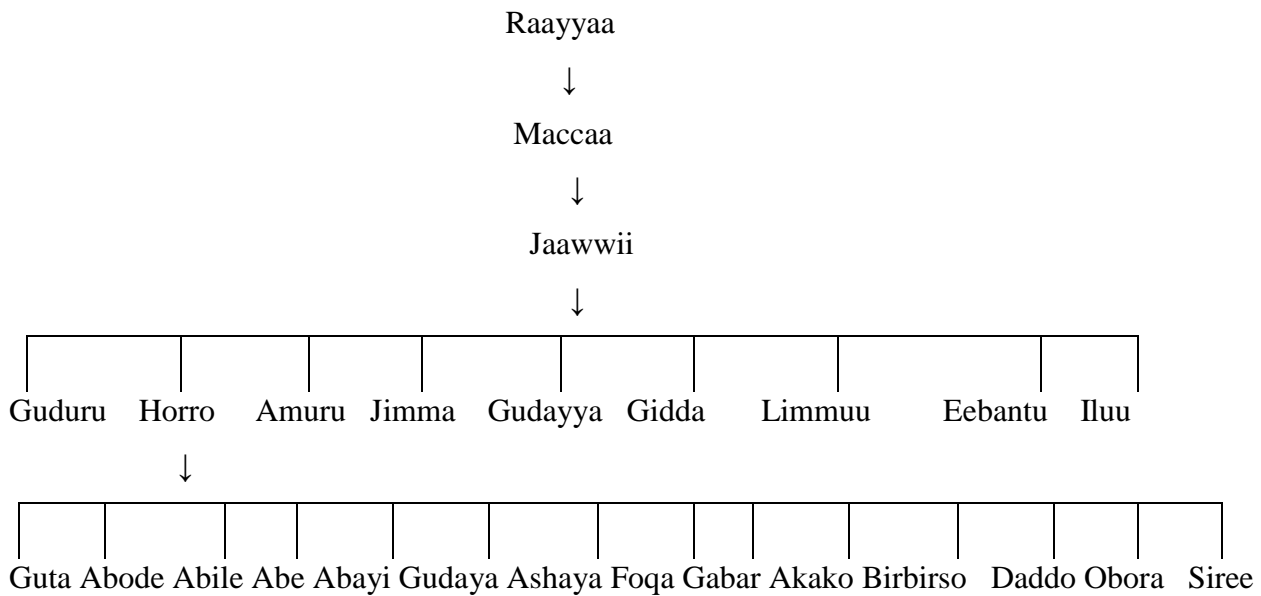 Raayyaa
↓
Maccaa
↓
Jaawwii
↓
Guduru Horro Amuru Jimma Gudayya Gidda Limmuu Eebantu Iluu
↓
Guta Abode Abile Abe Abayi Gudaya Ashaya Foqa Gabar Akako Birbirso Daddo Obora Siree